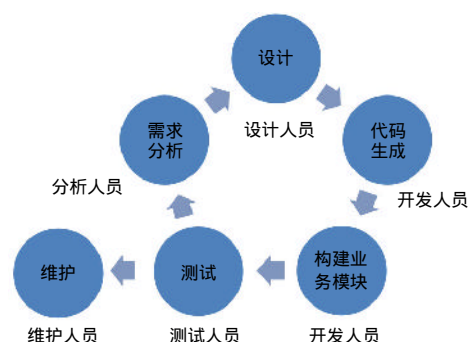 设计
设计人员
需求
分析
分析人员
代码
生成
开发人员
构建业
务模块
开发人员
测试
测试人员
维护
维护人员